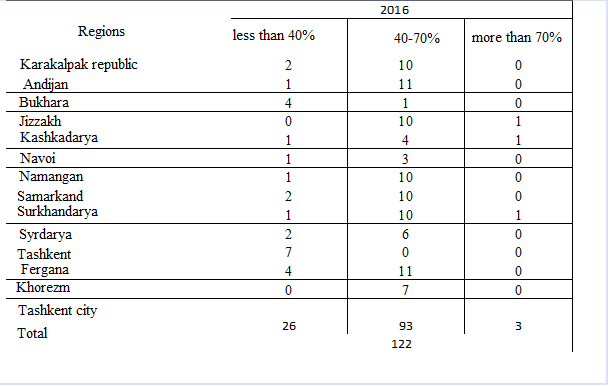 2016
Regions less than 40% 40-70% more than 70%
Karakalpak republic 2 10 0
Andijan 1 11 0
Bukhara 4 1 0
Jizzakh 0 10 1
Kashkadarya 1 4 1
Navoi 1 3 0
Namangan 1 10 0
Samarkand 2 10 0
Surkhandarya 1 10 1
Syrdarya 2 6 0
Tashkent 7 0 0
Fergana 4 11 0
Khorezm 0 7 0
Tashkent city
Total 26 93 3
122